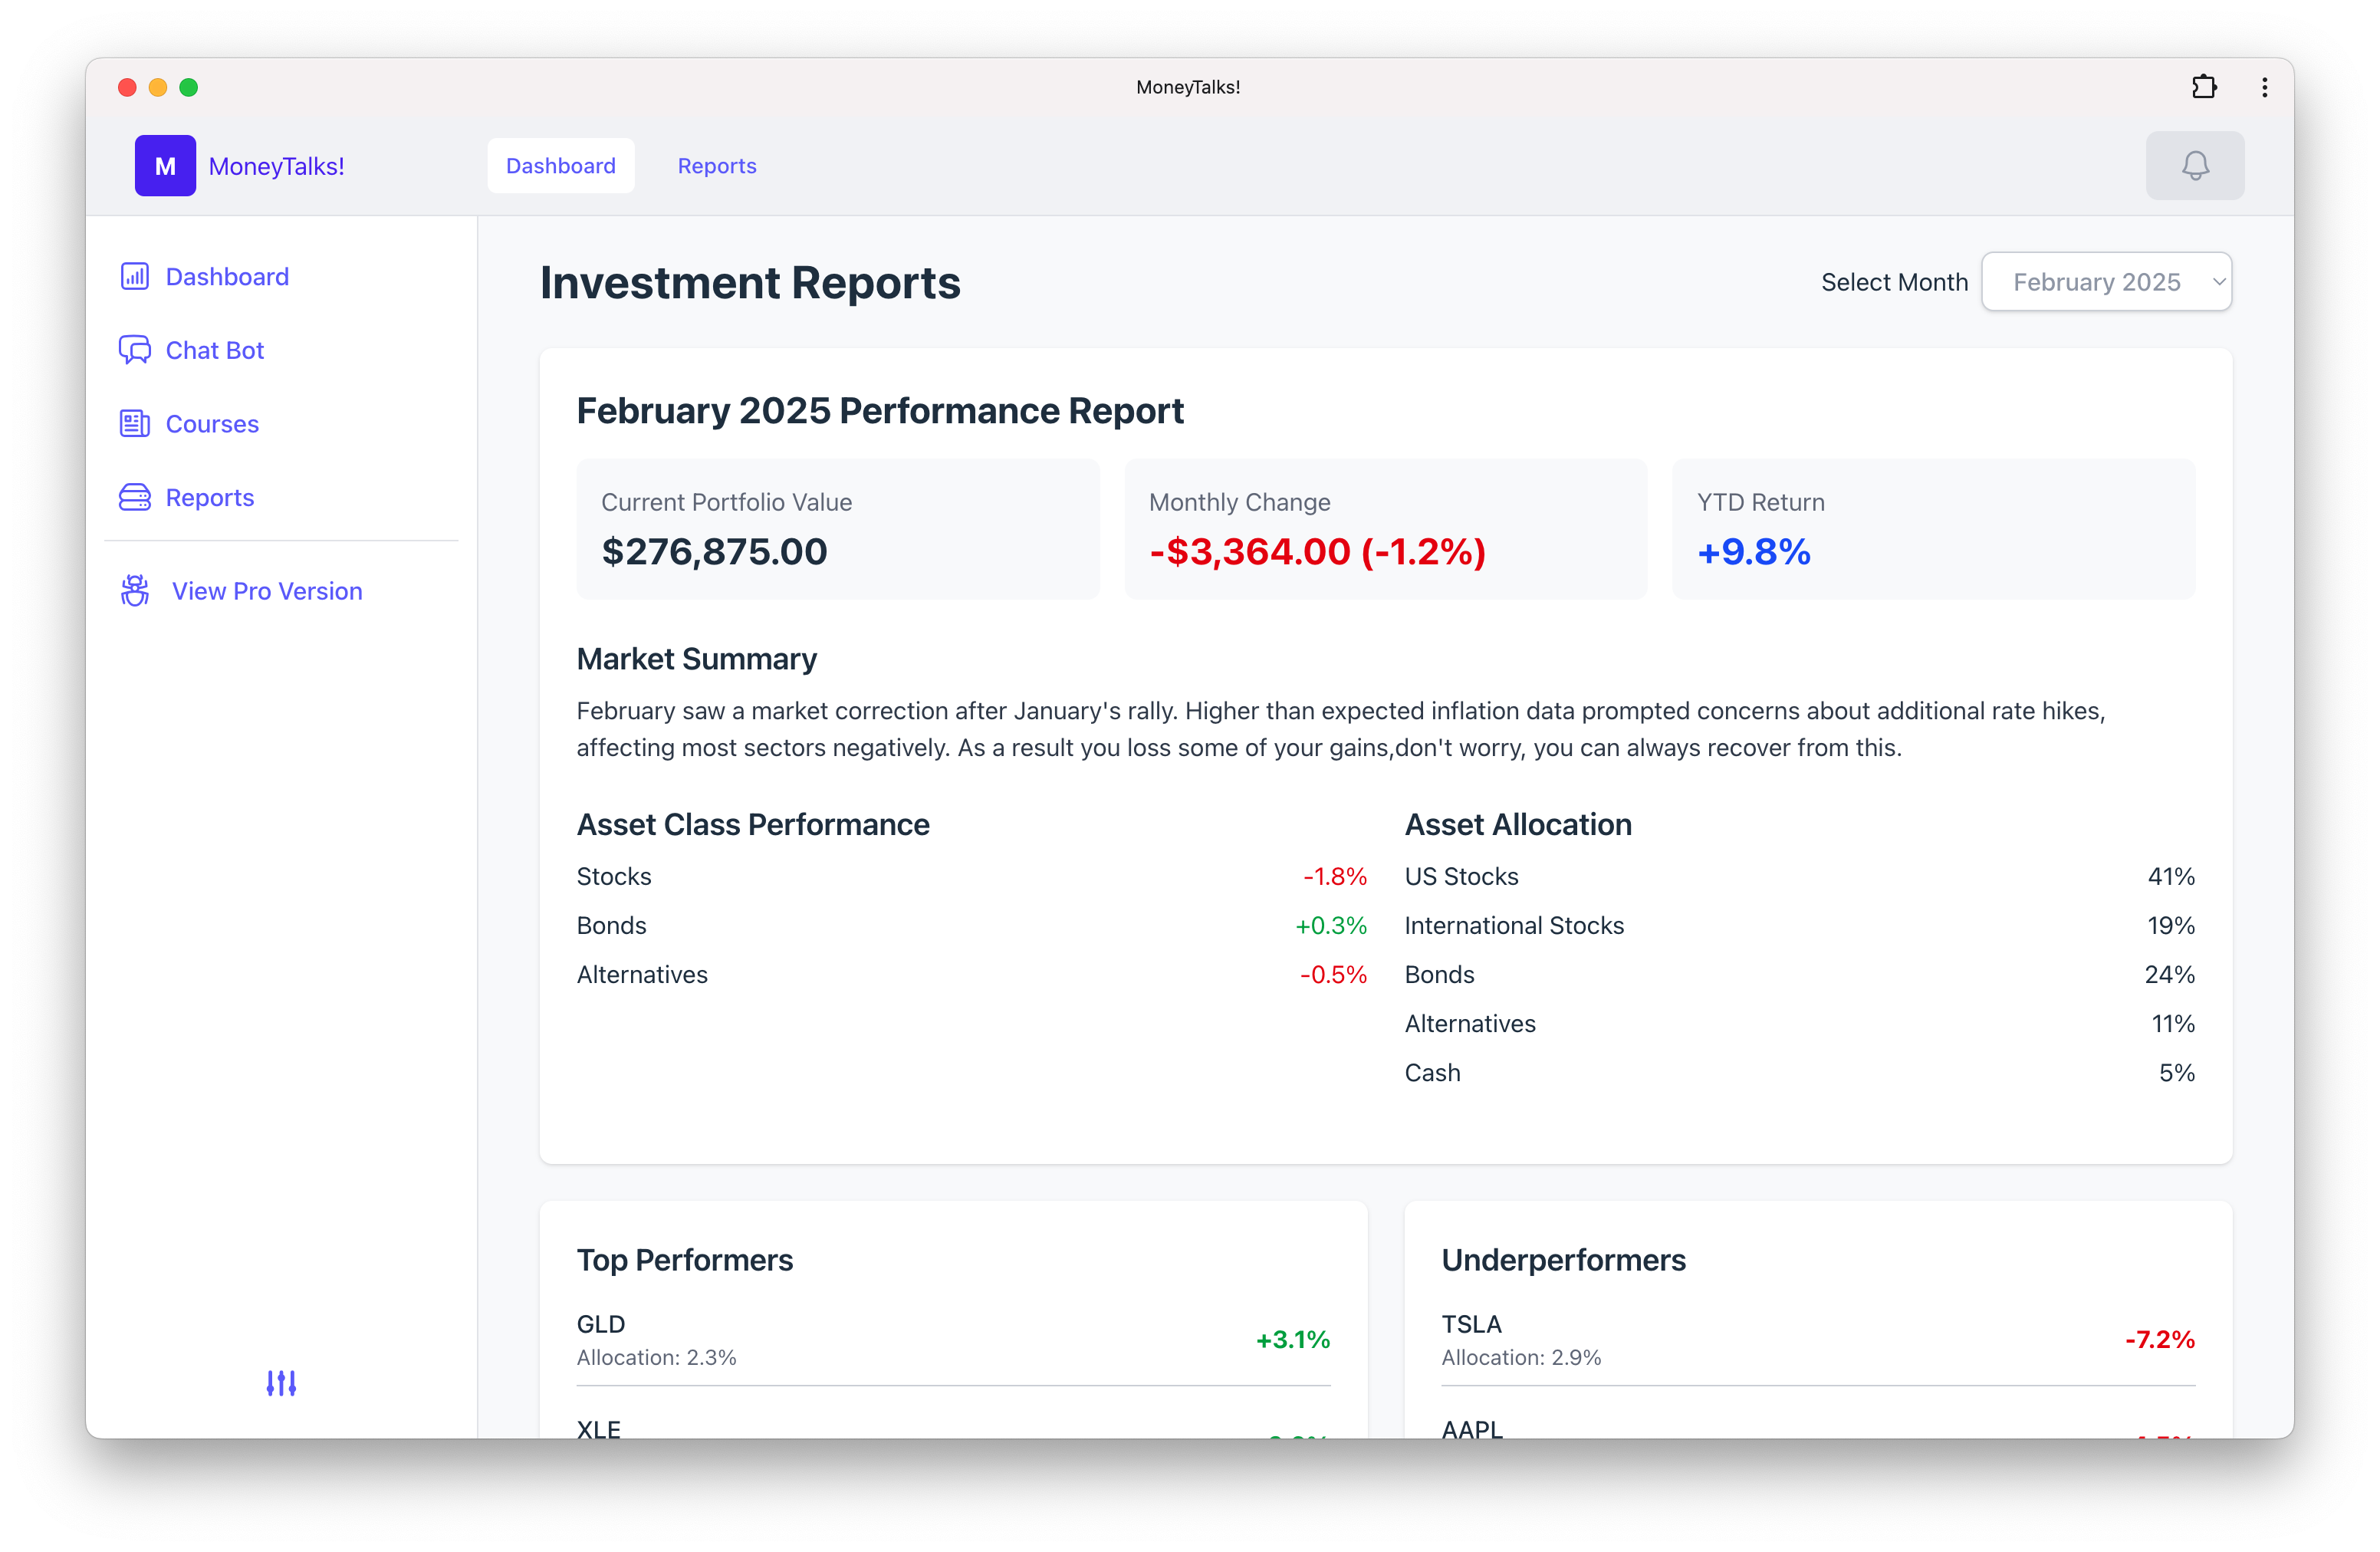 MoneyTalks!
M MoneyTalks!
Dashboard
Reports
Dashboard
Chat Bot
Courses
Reports
View Pro Version
Investment Reports
Select Month
February 2025
February 2025 Performance Report
Current Portfolio Value
$276,875.00
Monthly Change
-$3,364.00 (-1.2%)
YTD Return
+9.8%
Market Summary
February saw a market correction after January's rally. Higher than expected inflation data prompted concerns about additional rate hikes,
affecting most sectors negatively. As a result you loss some of your gains,don't worry, you can always recover from this.
Asset Class Performance
Stocks -1.8%
Bonds +0.3%
Alternatives -0.5%
Asset Allocation
US Stocks 41%
International Stocks 19%
Bonds 24%
Alternatives 11%
Cash 5%
Top Performers
GLD
Allocation: 2.3%
+3.1%
XLE
Underperformers
TSLA
Allocation: 2.9%
-7.2%
AAPL